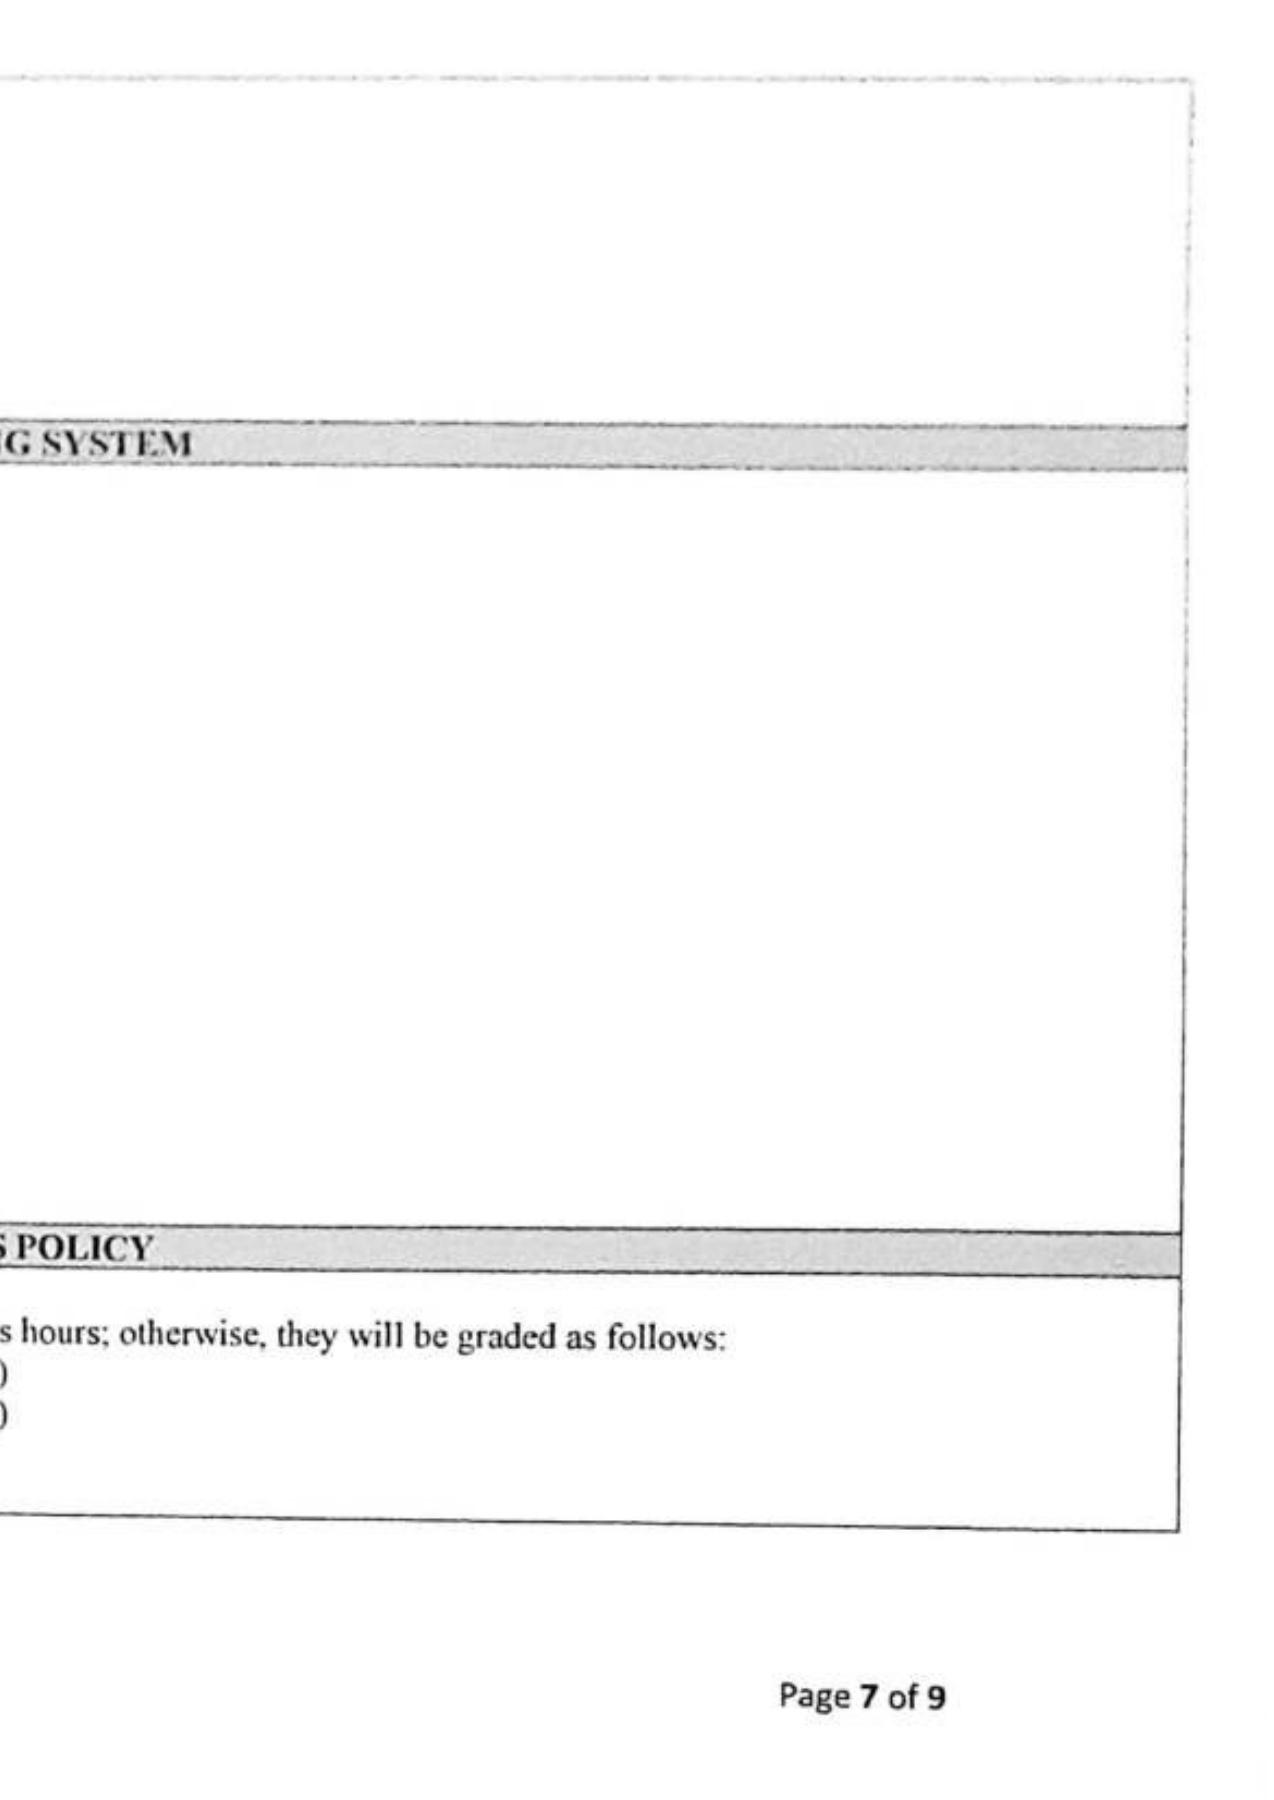 G SYSTEM
S POLICY
s hours; otherwise, they will be graded as follows:
)
)
Page 7 of 9